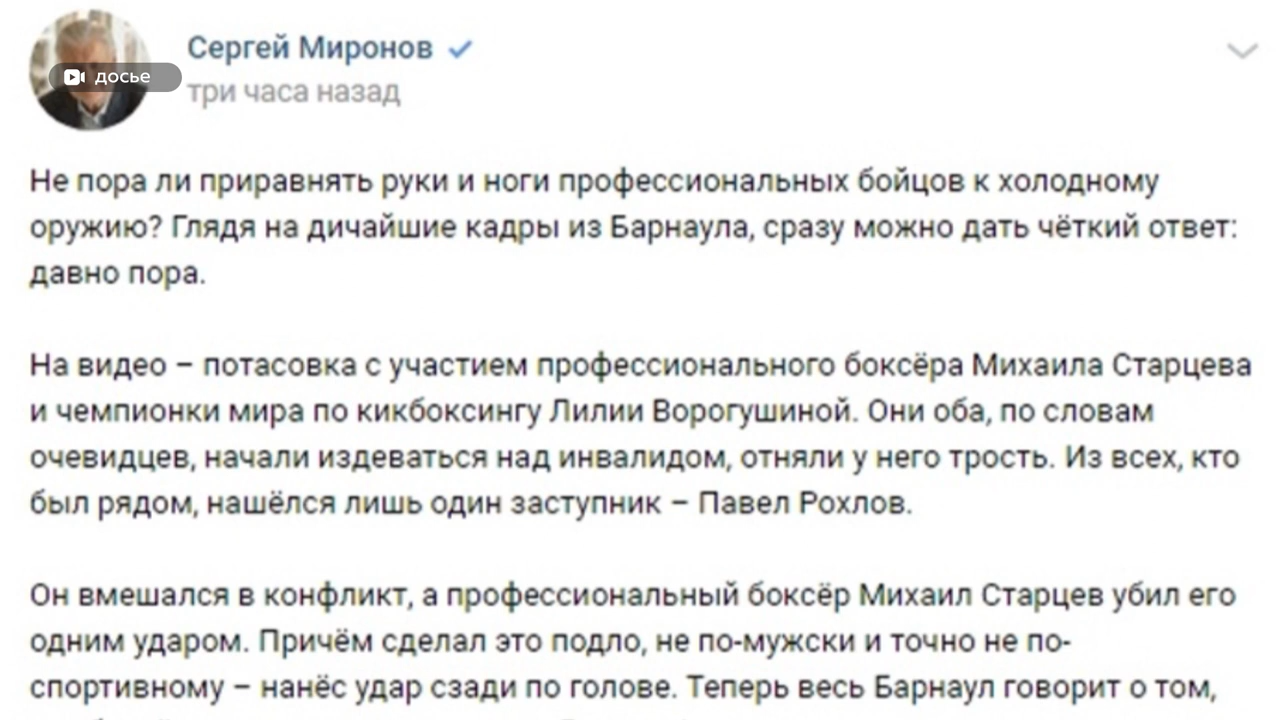 Сергей Миронов
досье
три часа назад
Не пора ли приравнять руки и ноги профессиональных бойцов к холодному
оружию? Глядя на дичайшие кадры из Барнаула, сразу можно дать чёткий ответ:
давно пора.
На видео – потасовка с участием профессионального боксёра Михаила Старцева
и чемпионки мира по кикбоксингу Лилии Ворогушиной. Они оба, по словам
очевидцев, начали издеваться над инвалидом, отняли у него трость. Из всех, кто
был рядом, нашёлся лишь один заступник – Павел Рохлов.
Он вмешался в конфликт, а профессиональный боксёр Михаил Старцев убил его
одним ударом. Причём сделал это подло, не по-мужски и точно не по-
спортивному – нанёс удар сзади по голове. Теперь весь Барнаул говорит о том,